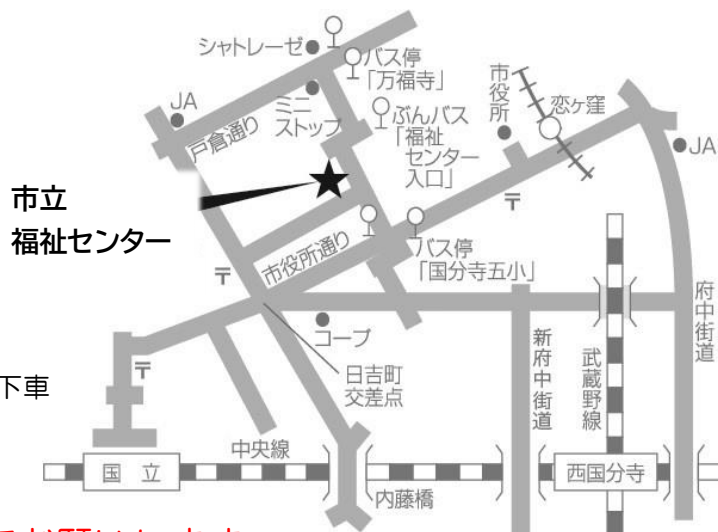 シャトレーゼ
バス停
「万福寺」
JA
ミニ
ストップ
戸倉通り
ぶんバス
「福祉
センター
入口」
市役所
恋ヶ窪
JA
市立
福祉センター
市役所通り
バス停
「国分寺五小」
〒
〒
〒
コープ
日吉町
交差点
下車
新府中街道
武蔵野線
府中街道
中央線
国立
内藤橋
西国分寺